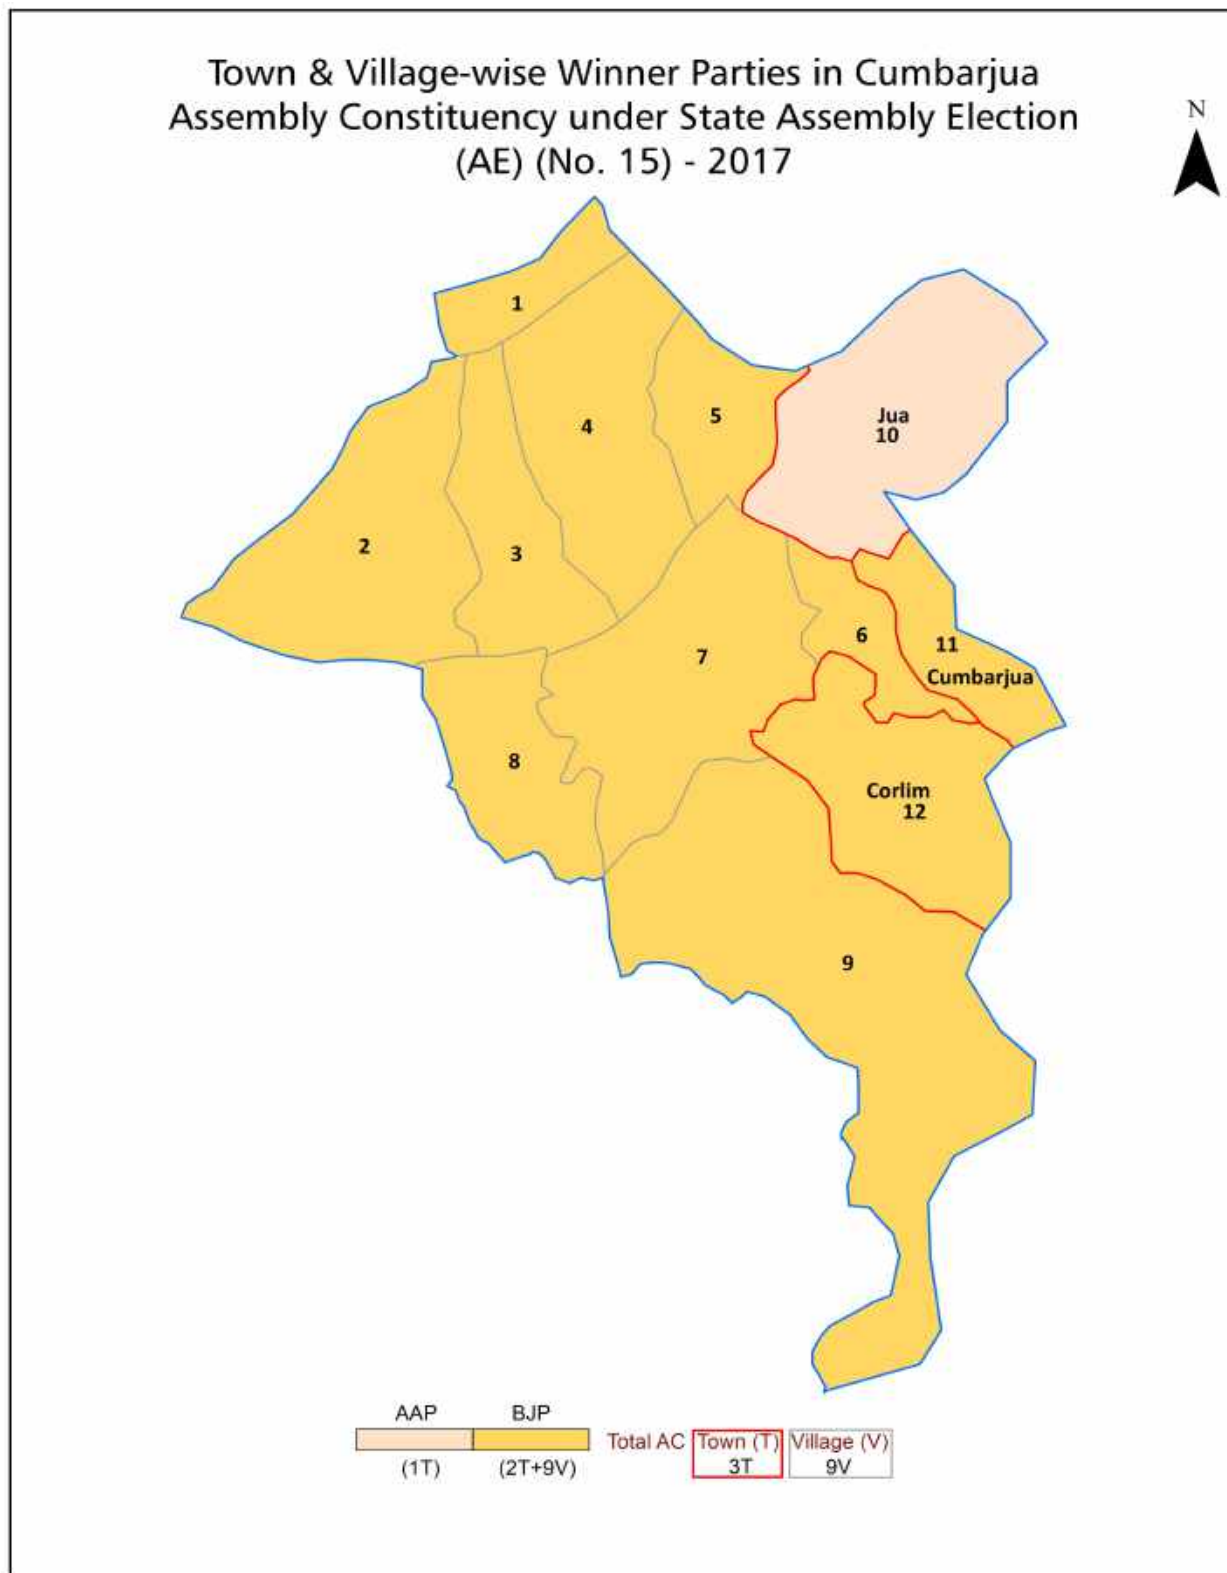 Town & Village-wise Winner Parties in Cumbarjua
Assembly Constituency under State Assembly Election
(AE) (No. 15) - 2017
N
1
Jua
10
5
4
2
3
6
11
7
Cumbarjua
8
Corlim
12
9
AAP BJP
Total AC Town (T) Village (V)
(1T) (2T+9V) 3T 9V